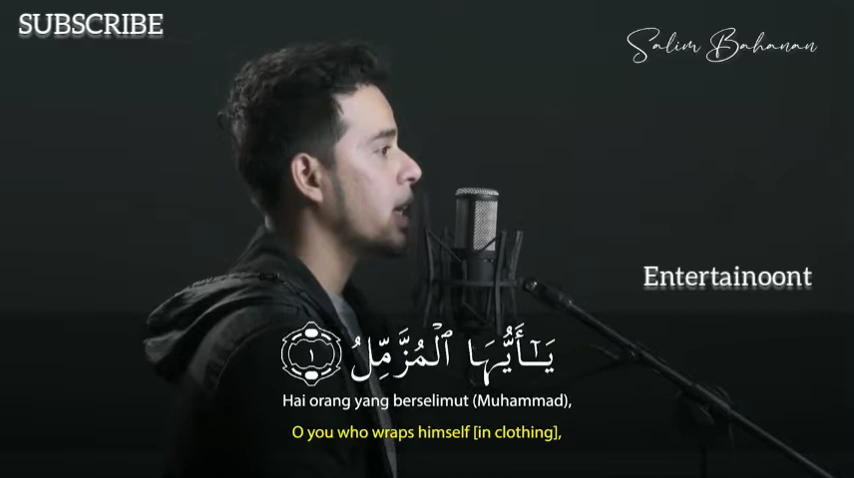 SUBSCRIBE
Salim Bahanan
Entertainoont
يَـٰٓأَيُّهَا ٱلْمُزَّمِّلُ ١
Hai orang yang berselimut (Muhammad),
O you who wraps himself [in clothing],